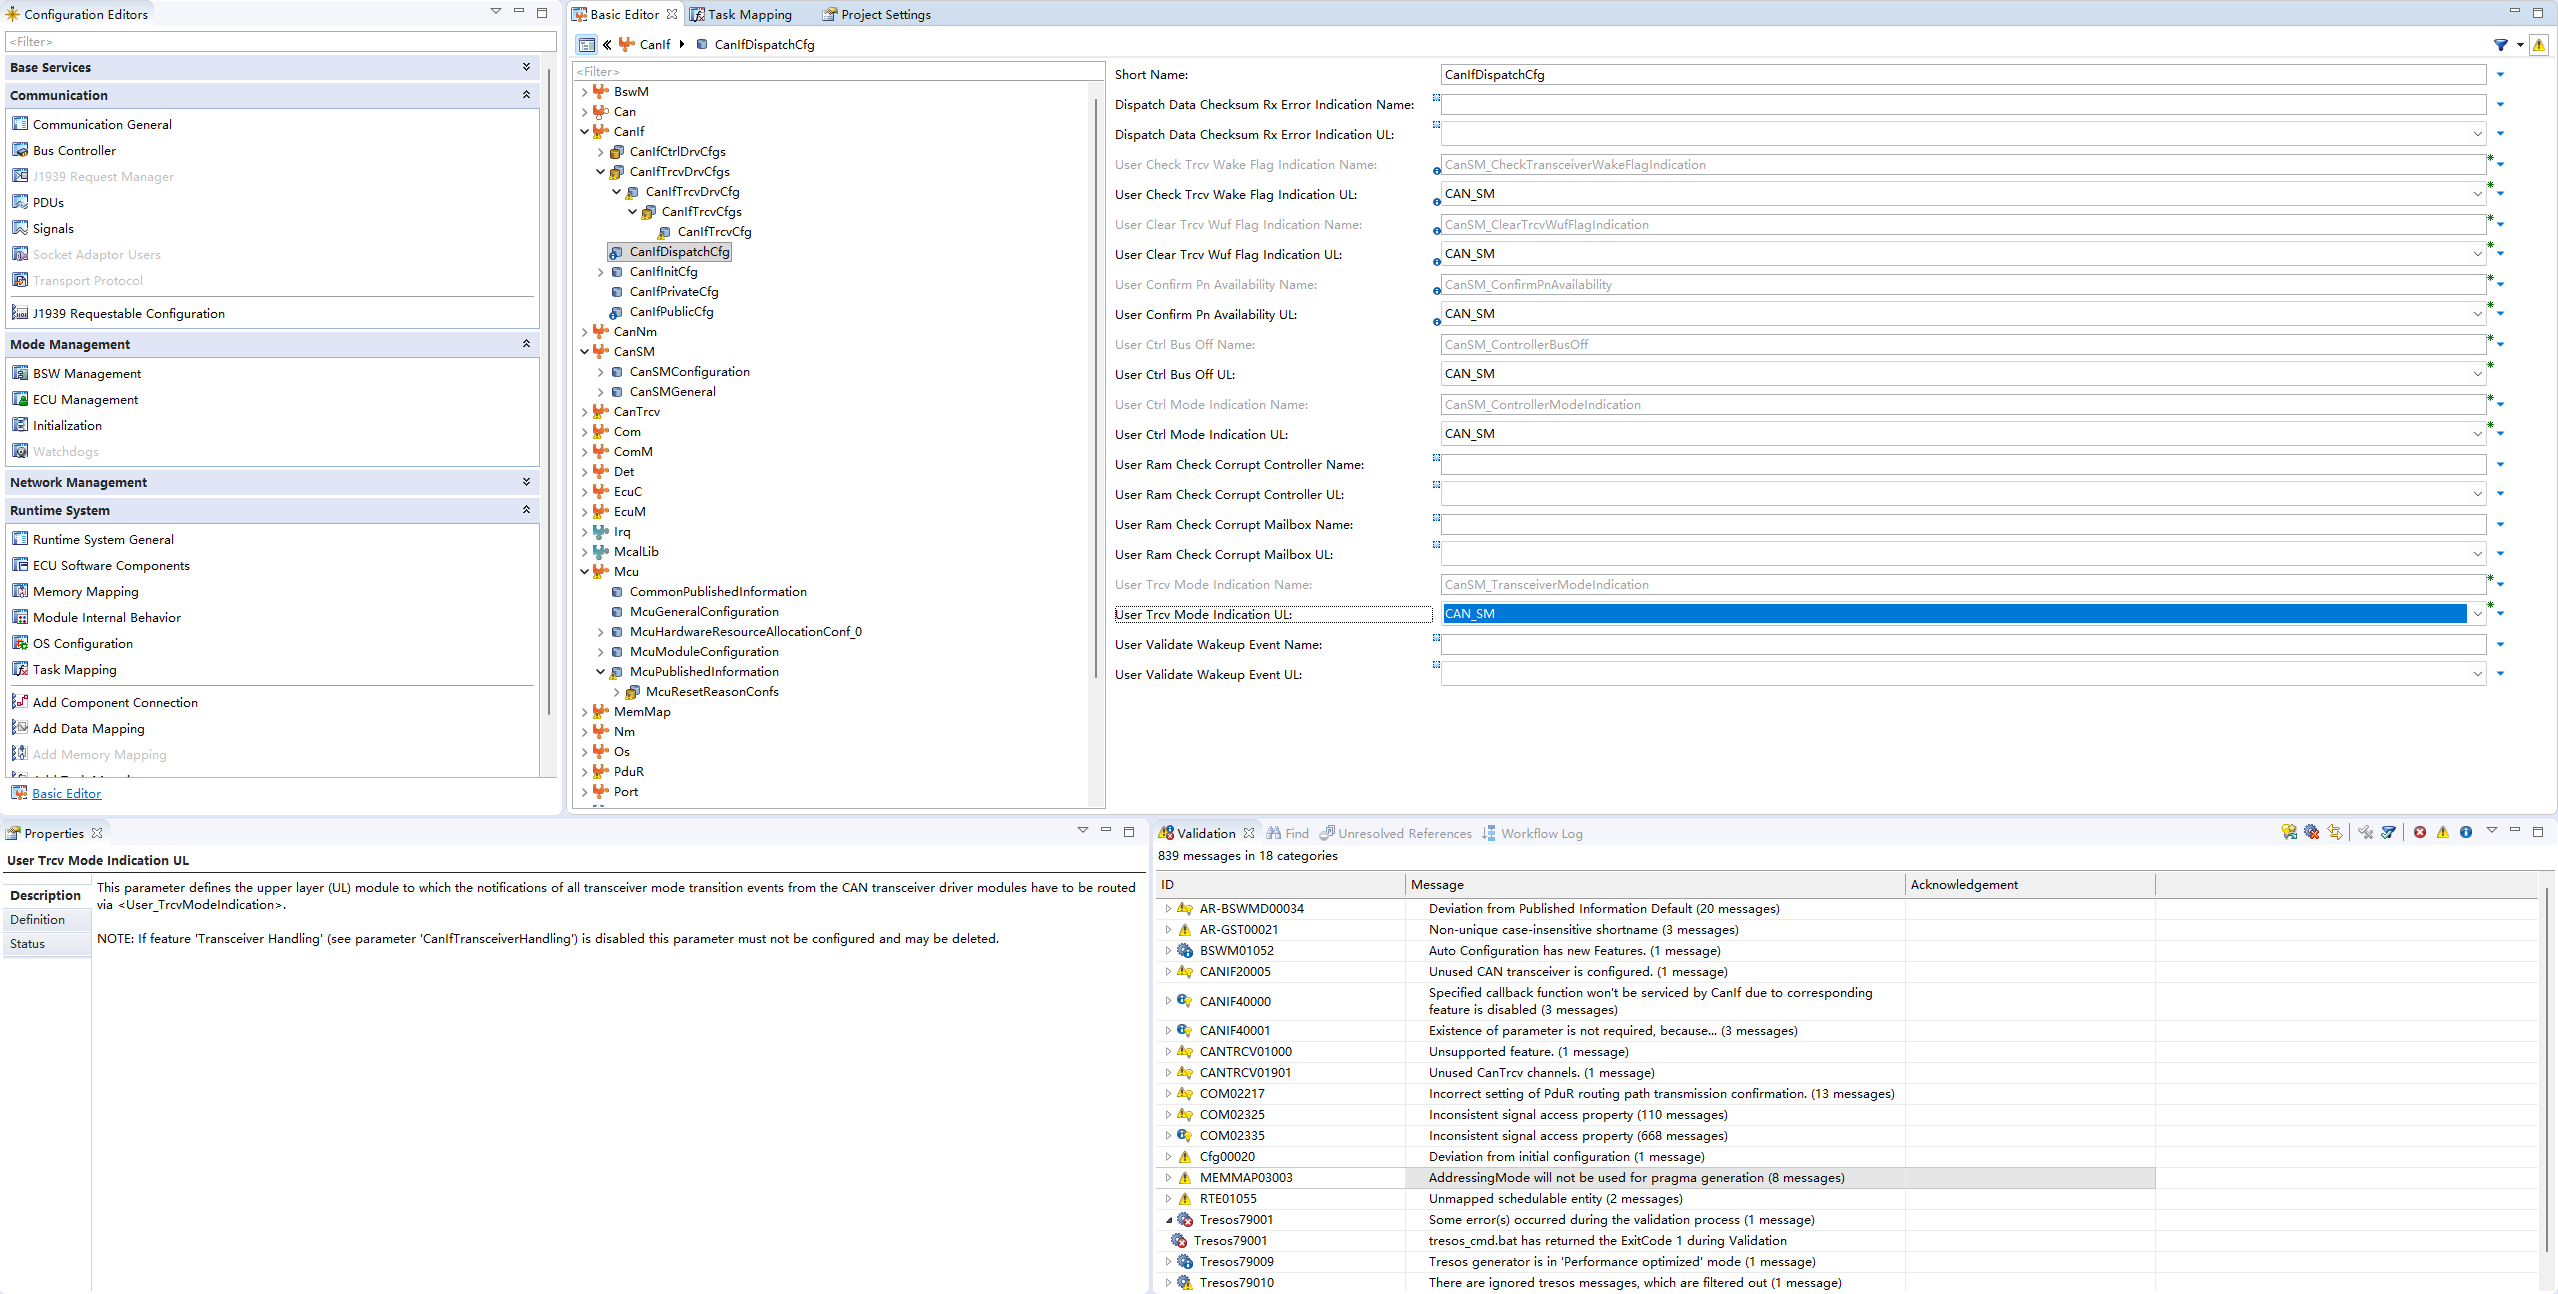 Configuration Editors
<Filter>
Base Services
Communication
Communication General
Bus Controller
J1939 Request Manager
PDUs
Signals
Socket Adaptor Users
Transport Protocol
J1939 Requestable Configuration
Mode Management
BSW Management
ECU Management
Initialization
Watchdogs
Network Management
Runtime System
Runtime System General
ECU Software Components
Memory Mapping
Module Internal Behavior
OS Configuration
Task Mapping
Add Component Connection
Add Data Mapping
Add Memory Mapping
Basic Editor
Basic Editor
Task Mapping
Project Settings
CanIf
CanIfDispatchCfg
<Filter>
BswM
Can
CanIf
CanIfCtrlDrvCfgs
CanIfTrcvDrvCfgs
CanIfTrcvDrvCfg
CanIfTrcvCfgs
CanIfTrcvCfg
CanIfDispatchCfg
CanIfInitCfg
CanIfPrivateCfg
CanIfPublicCfg
CanNm
CanSM
CanSMConfiguration
CanSMGeneral
CanTrcv
Com
ComM
Det
EcuC
EcuM
Irq
McalLib
Mcu
CommonPublishedInformation
McuGeneralConfiguration
McuHardwareResourceAllocationConf_0
McuModuleConfiguration
McuPublishedInformation
McuResetReasonConfs
MemMap
Nm
Os
PduR
Port
Short Name: CanIfDispatchCfg
Dispatch Data Checksum Rx Error Indication Name:
Dispatch Data Checksum Rx Error Indication UL:
User Check Trcv Wake Flag Indication Name: CanSM_CheckTransceiverWakeFlagIndication
User Check Trcv Wake Flag Indication UL: CAN_SM
User Clear Trcv Wuf Flag Indication Name: CanSM_ClearTrcvWufFlagIndication
User Clear Trcv Wuf Flag Indication UL: CAN_SM
User Confirm Pn Availability Name: CanSM_ConfirmPnAvailability
User Confirm Pn Availability UL: CAN_SM
User Ctrl Bus Off Name: CanSM_ControllerBusOff
User Ctrl Bus Off UL: CAN_SM
User Ctrl Mode Indication Name: CanSM_ControllerModeIndication
User Ctrl Mode Indication UL: CAN_SM
User Ram Check Corrupt Controller Name:
User Ram Check Corrupt Controller UL:
User Ram Check Corrupt Mailbox Name:
User Ram Check Corrupt Mailbox UL:
User Trcv Mode Indication Name: CanSM_TransceiverModeIndication
User Trcv Mode Indication UL: CAN_SM
User Validate Wakeup Event Name:
User Validate Wakeup Event UL:
Properties
User Trcv Mode Indication UL
Description
Definition
Status
This parameter defines the upper layer (UL) module to which the notifications of all transceiver mode transition events from the CAN transceiver driver modules have to be routed
via <User_TrcvModeIndication>.
NOTE: If feature 'Transceiver Handling' (see parameter 'CanIfTransceiverHandling') is disabled this parameter must not be configured and may be deleted.
Validation
Find
Unresolved References
Workflow Log
839 messages in 18 categories
ID Message Acknowledgement
AR-BSWMD00034 Deviation from Published Information Default (20 messages)
AR-GST00021 Non-unique case-insensitive shortname (3 messages)
BSWM01052 Auto Configuration has new Features. (1 message)
CANIF20005 Unused CAN transceiver is configured. (1 message)
CANIF40000 Specified callback function won't be serviced by CanIf due to corresponding
feature is disabled (3 messages)
CANIF40001 Existence of parameter is not required, because... (3 messages)
CANTRCV01000 Unsupported feature. (1 message)
CANTRCV01901 Unused CanTrcv channels. (1 message)
COM02217 Incorrect setting of PduR routing path transmission confirmation. (13 messages)
COM02325 Inconsistent signal access property (110 messages)
COM02335 Inconsistent signal access property (668 messages)
Cfg00020 Deviation from initial configuration (1 message)
MEMMAP03003 AddressingMode will not be used for pragma generation (8 messages)
RTE01055 Unmapped schedulable entity (2 messages)
Tresos79001 Some error(s) occurred during the validation process (1 message)
Tresos79001 tresos_cmd.bat has returned the ExitCode 1 during Validation
Tresos79009 Tresos generator is in 'Performance optimized' mode (1 message)
Tresos79010 There are ignored tresos messages, which are filtered out (1 message)